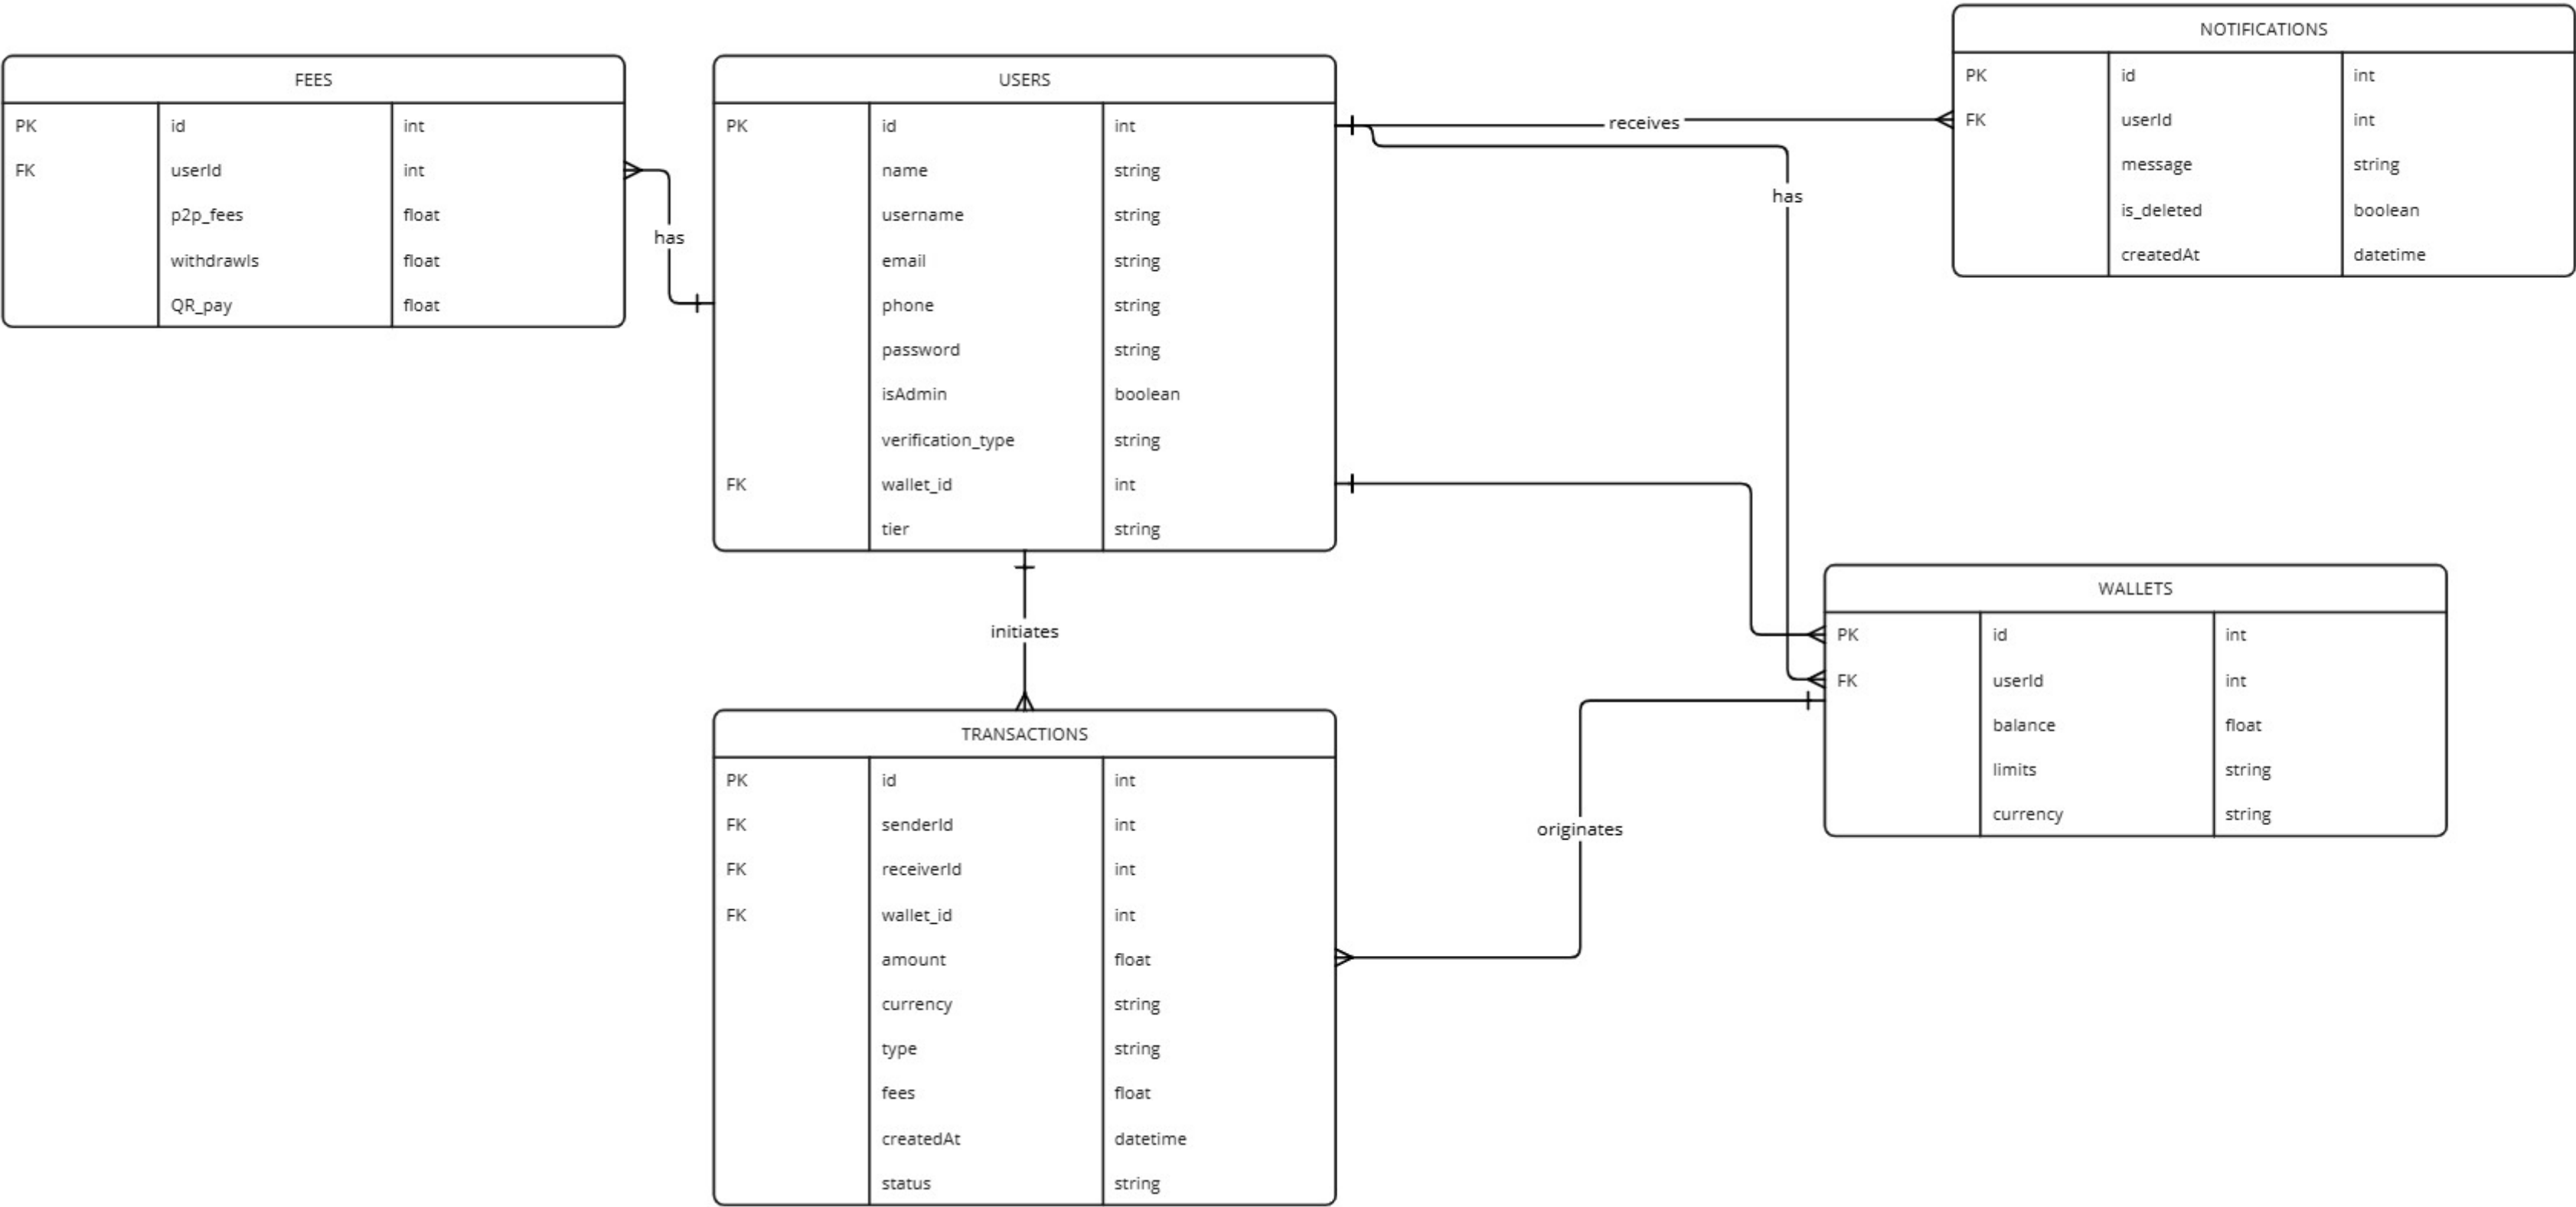 FEES
PK id int
FK userId int
p2p_fees float
withdrawls float
QR_pay float
has
USERS
PK id int
name string
username string
email string
phone string
password string
isAdmin boolean
verification_type string
FK wallet_id int
tier string
receives
has
NOTIFICATIONS
PK id int
FK userId int
message string
is_deleted boolean
createdAt datetime
initiates
WALLETS
PK id int
FK userId int
balance float
limits string
currency string
originates
TRANSACTIONS
PK id int
FK senderId int
FK receiverId int
FK wallet_id int
amount float
currency string
type string
fees float
createdAt datetime
status string